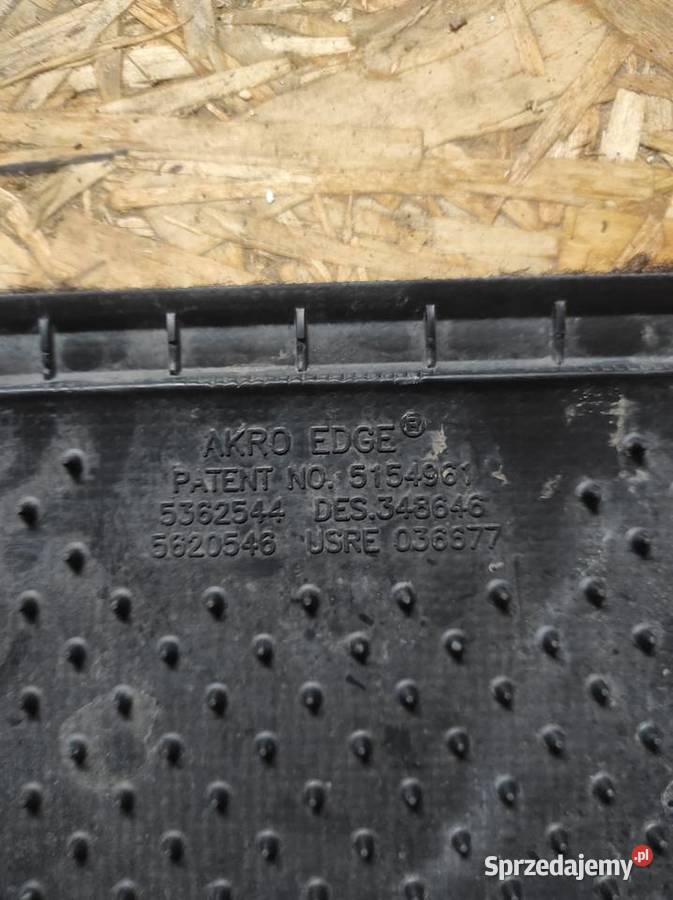 AKRO EDGE®
PATENT NO. 5154961
5362544 DES.348646
5620546 USRE 036677
Sprzedajemy.pl